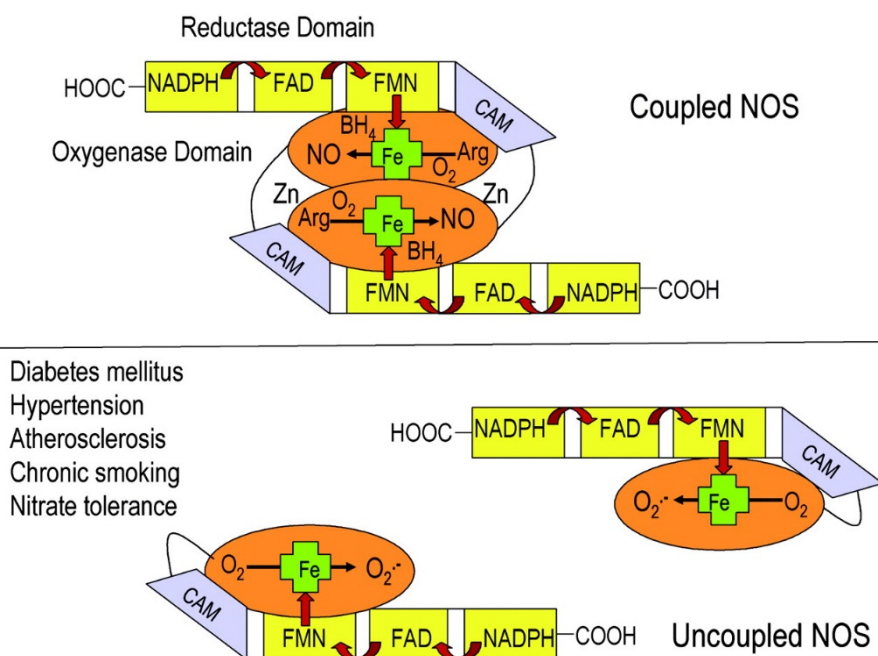 Reductase Domain
HOOC NADPH FAD FMN CAM
Coupled NOS
BH₄
Oxygenase Domain
NO Fe Arg
O₂
Zn Zn
O₂
Arg Fe NO
BH₄
CAM
FMN FAD NADPH COOH
Diabetes mellitus
Hypertension
Atherosclerosis
Chronic smoking
Nitrate tolerance
HOOC NADPH FAD FMN CAM
O₂·- Fe O₂
O₂ Fe O₂·-
CAM
FMN FAD NADPH COOH
Uncoupled NOS